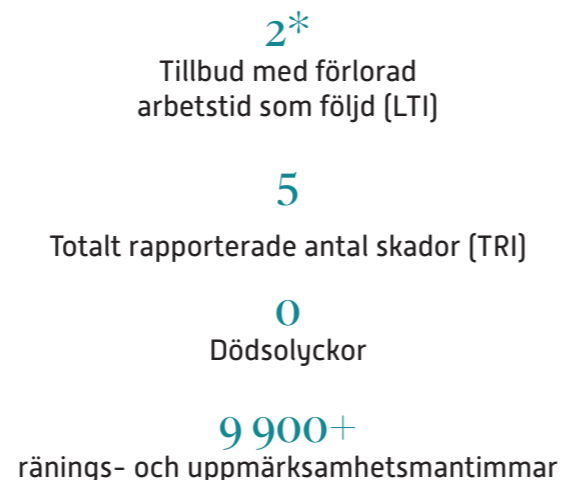 2*
Tillbud med förlorad
arbetstid som följd (LTI)
5
Totalt rapporterade antal skador (TRI)
0
Dödsolyckor
9 900+
ränings- och uppmärksamhetsmantimmar